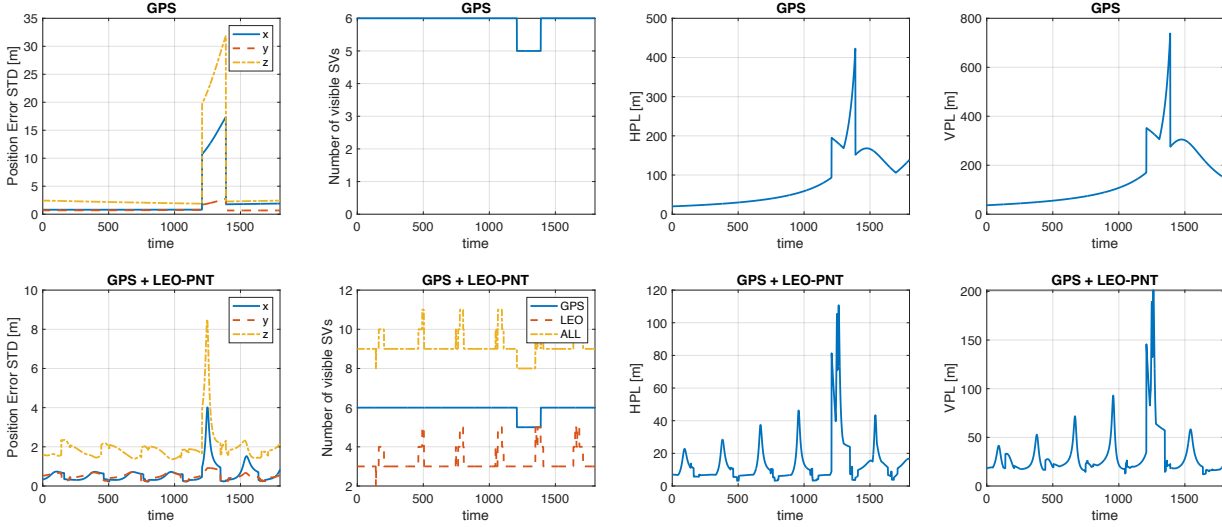 GPS
Position Error STD [m]
35
30
25
20
15
10
5
0
0 500 1000 1500
time
x
y
z
GPS
Number of visible SVs
6
5
4
3
2
1
0
0 500 1000 1500
time
GPS
HPL [m]
500
400
300
200
100
0
0 500 1000 1500
time
GPS
VPL [m]
800
600
400
200
0
0 500 1000 1500
time
GPS + LEO-PNT
Position Error STD [m]
10
8
6
4
2
0
0 500 1000 1500
time
x
y
z
GPS + LEO-PNT
Number of visible SVs
12
10
8
6
4
2
0 500 1000 1500
time
GPS
LEO
ALL
GPS + LEO-PNT
HPL [m]
120
100
80
60
40
20
0
0 500 1000 1500
time
GPS + LEO-PNT
VPL [m]
200
150
100
50
0
0 500 1000 1500
time